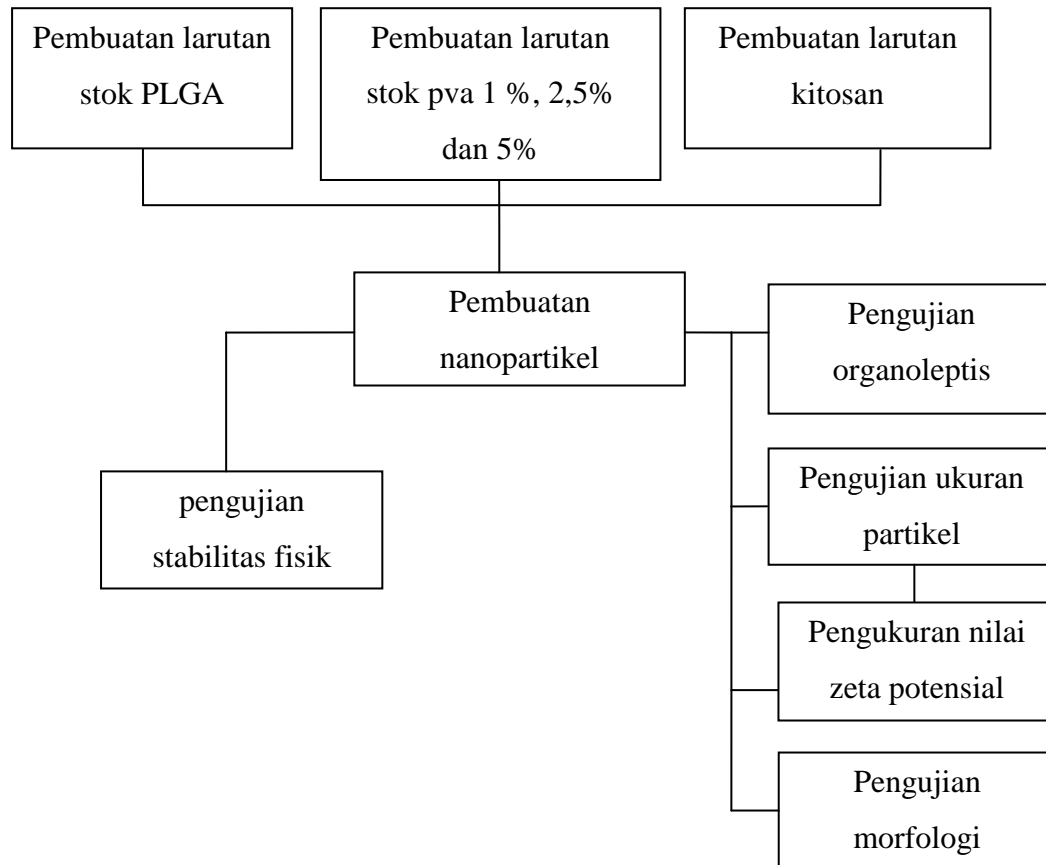 Pembuatan larutan
stok PLGA
Pembuatan larutan
stok pva 1 %, 2,5%
dan 5%
Pembuatan larutan
kitosan
Pembuatan
nanopartikel
Pengujian
organoleptis
pengujian
stabilitas fisik
Pengujian ukuran
partikel
Pengukuran nilai
zeta potensial
Pengujian
morfologi